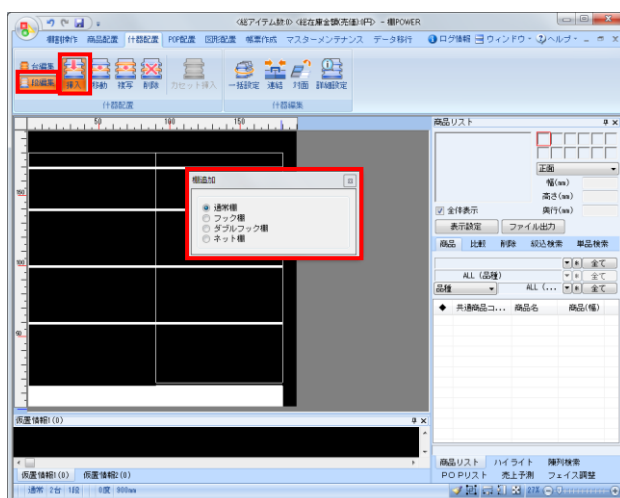 <総アイテム数:0> <総在庫金額(売価):0円> - 棚POWER
棚割操作 商品配置 什器配置 POP配置 図形配置 帳票作成 マスターメンテナンス データ移行 ログ情報 ウィンドウ・ ヘルプ・
台編集
段編集
挿入 移動 複写 削除 カセット挿入 一括設定 連結 対面 詳細設定
什器配置 什器編集
50 100 150
150
100
50
棚追加
通常棚
フック棚
ダブルフック棚
ネット棚
商品リスト
正面
幅(mm)
高さ(mm)
全体表示 奥行(mm)
表示設定 ファイル出力
商品 比較 削除 絞込検索 単品検索
全て
ALL (品種) 全て
品種 ALL (... 全て
◆ 共通商品コ... 商品名 商品(幅)
仮置情報1(0)
仮置情報1(0) 仮置情報2(0)
商品リスト ハイライト 陳列検索
POPリスト 売上予測 フェイス調整
通常 2台 1段 0度 900mm 27%